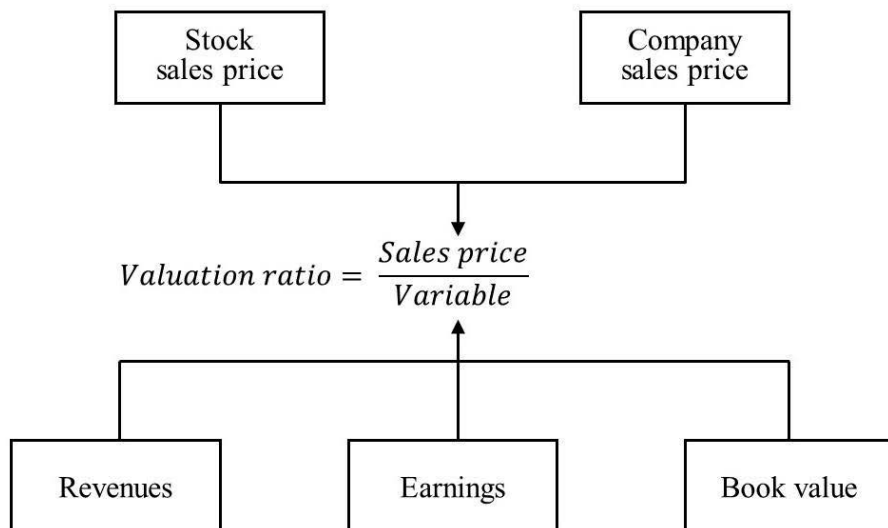 Stock
sales price
Company
sales price
Valuation ratio = Sales price
Variable
Revenues
Earnings
Book value